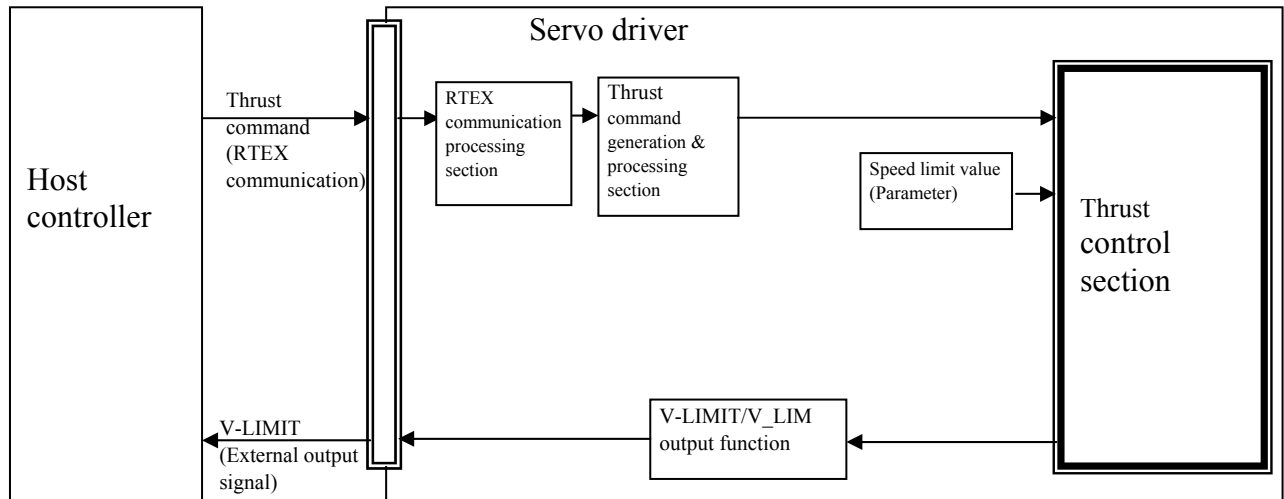 Servo driver
Host
controller
Thrust
command
(RTEX
communication)
RTEX
communication
processing
section
Thrust
command
generation &
processing
section
Speed limit value
(Parameter)
Thrust
control
section
V-LIMIT
(External output
signal)
V-LIMIT/V_LIM
output function